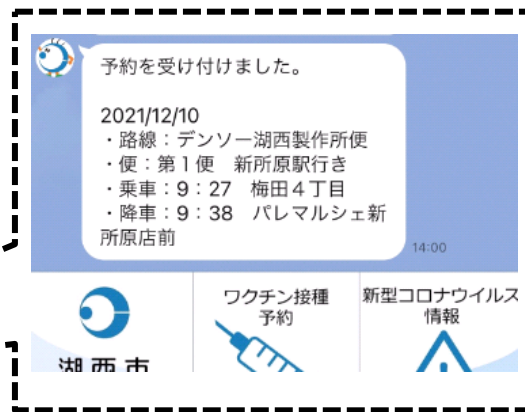 予約を受け付けました。
2021/12/10
・路線：デンソー湖西製作所便
・便：第１便　新所原駅行き
・乗車：9：27　梅田４丁目
・降車：9：38　パレマルシェ新
所原店前
14:00
ワクチン接種
予約
新型コロナウイルス
情報
湖西市